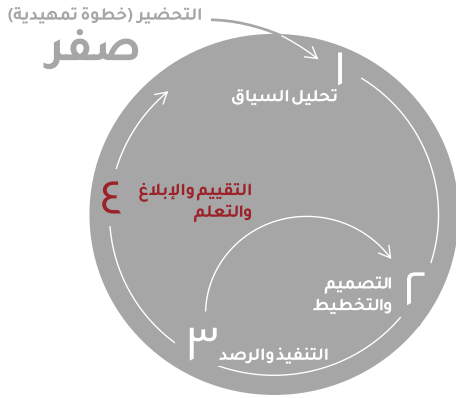 التحضير (خطوة تمهيدية)
صفر
١
تحليل السياق
٢
التصميم
والتخطيط
٣
التنفيذ والرصد
٤
التقييم والإبلاغ
والتعلم